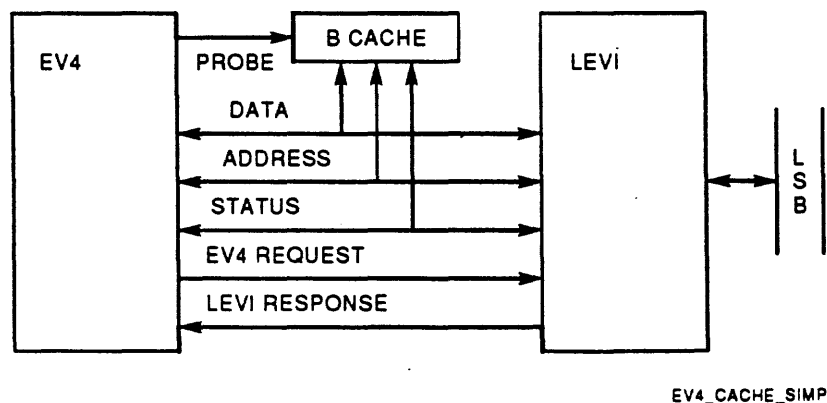 B CACHE
EV4
PROBE
LEVI
DATA
ADDRESS
STATUS
EV4 REQUEST
LEVI RESPONSE
L
S
B
EV4_CACHE_SIMP